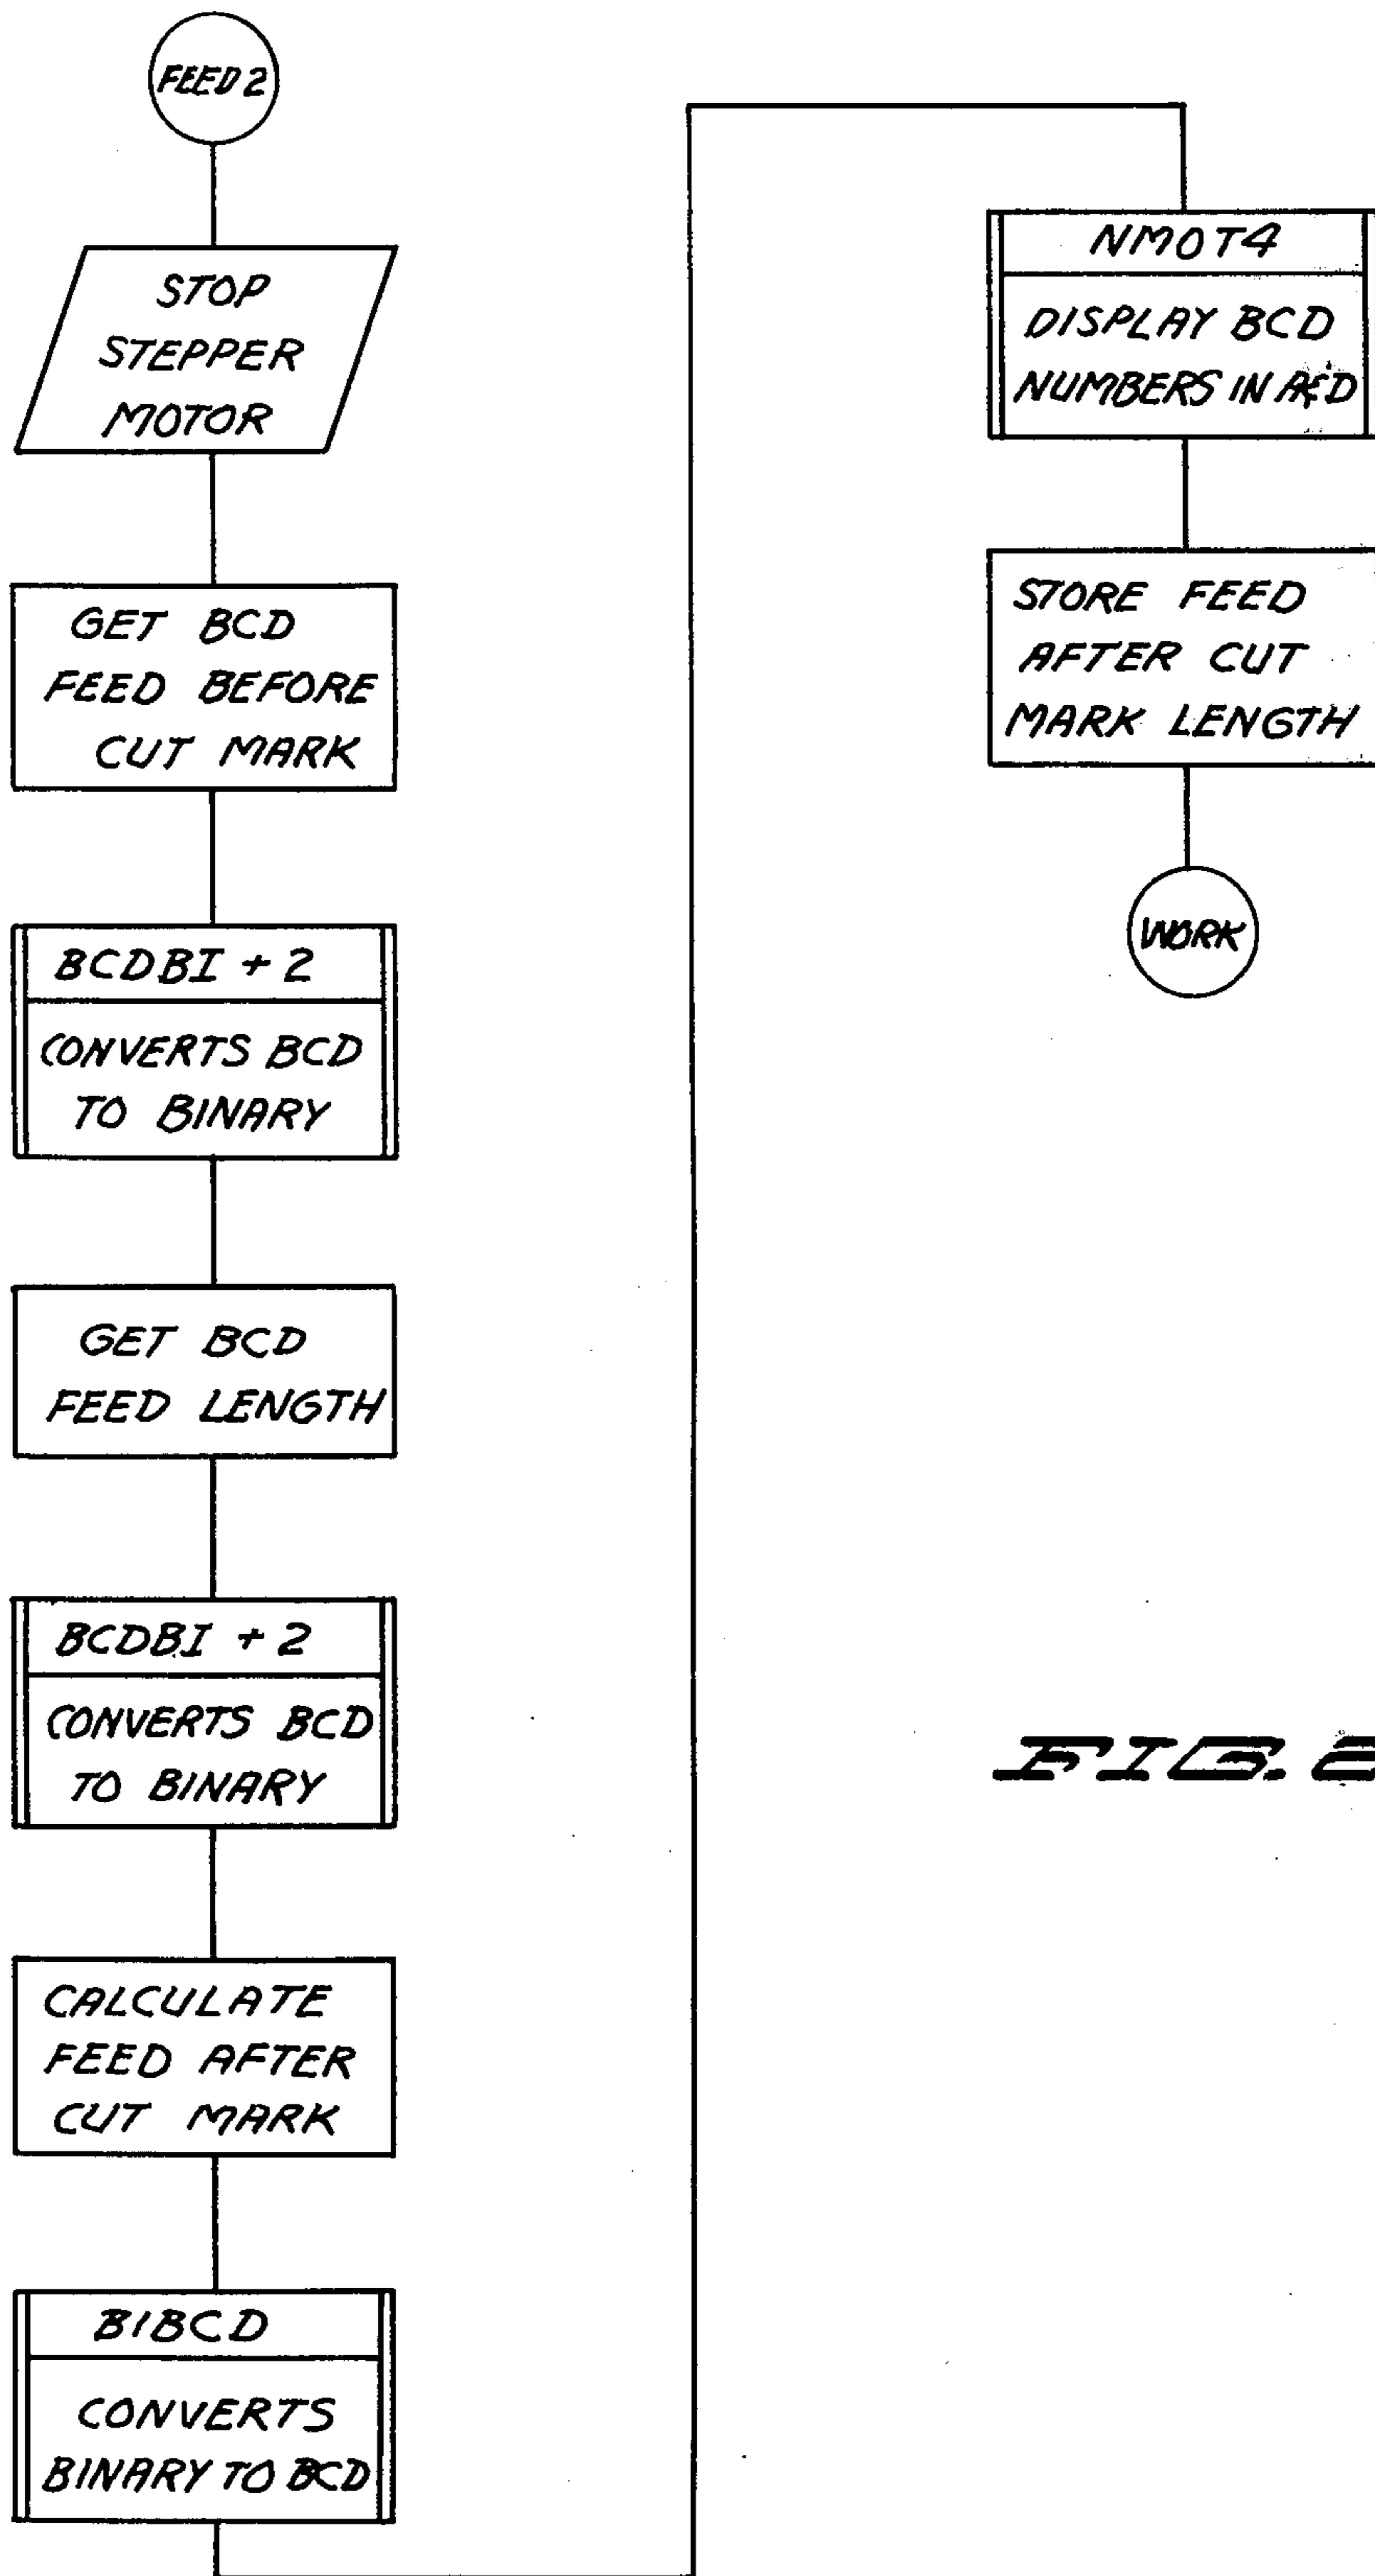 FEED 2
STOP
STEPPER
MOTOR
GET BCD
FEED BEFORE
CUT MARK
BCDBI + 2
CONVERTS BCD
TO BINARY
GET BCD
FEED LENGTH
BCDBI + 2
CONVERTS BCD
TO BINARY
CALCULATE
FEED AFTER
CUT MARK
BIBCD
CONVERTS
BINARY TO BCD
NMOT4
DISPLAY BCD
NUMBERS IN A&D
STORE FEED
AFTER CUT
MARK LENGTH
WORK
FIG.